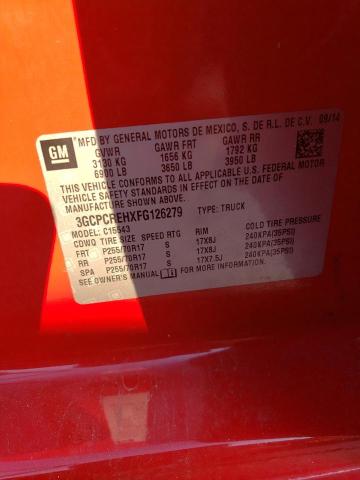 GM
MFD BY GENERAL MOTORS DE MEXICO, S. DE R.L. DE C.V. 09/14
GVWR GAWR FRT GAWR RR
3130 KG 1656 KG 1792 KG
6900 LB 3650 LB 3950 LB
THIS VEHICLE CONFORMS TO ALL APPLICABLE U.S. FEDERAL MOTOR
VEHICLE SAFETY STANDARDS IN EFFECT ON THE DATE OF
MANUFACTURE SHOWN ABOVE.
3GCPCREHXFG126279 TYPE: TRUCK
MODEL: C15543
CDWQ TIRE SIZE SPEED RTG RIM COLD TIRE PRESSURE
FRT P255/70R17 S 17X8J 240KPA(35PSI)
RR P255/70R17 S 17X8J 240KPA(35PSI)
SPA P255/70R17 S 17X7.5J 240KPA(35PSI)
SEE OWNER'S MANUAL FOR MORE INFORMATION.